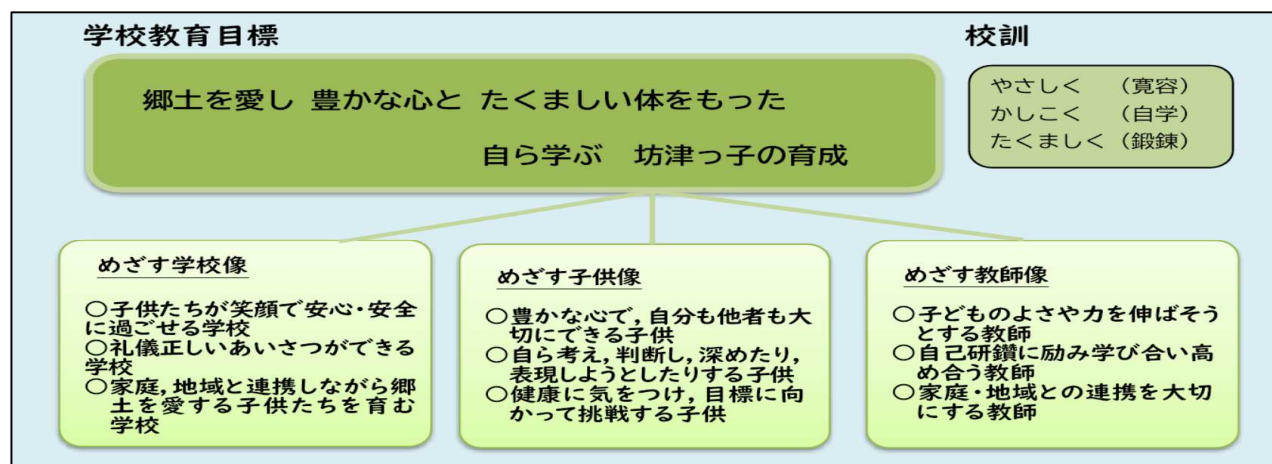 学校教育目標
郷土を愛し 豊かな心と たくましい体をもった
自ら学ぶ 坊津っ子の育成
校訓
やさしく (寛容)
かしこく (自学)
たくましく (鍛錬)
めざす学校像
○子供たちが笑顔で安心・安全
に過ごせる学校
○礼儀正しいあいさつができる
学校
○家庭,地域と連携しながら郷
土を愛する子供たちを育む
学校
めざす子供像
○豊かな心で,自分も他者も大
切にできる子供
○自ら考え,判断し,深めたり,
表現しようとしたりする子供
○健康に気をつけ,目標に向
かって挑戦する子供
めざす教師像
○子どものよさや力を伸ばそう
とする教師
○自己研鑽に励み学び合い高
め合う教師
○家庭・地域との連携を大切
にする教師